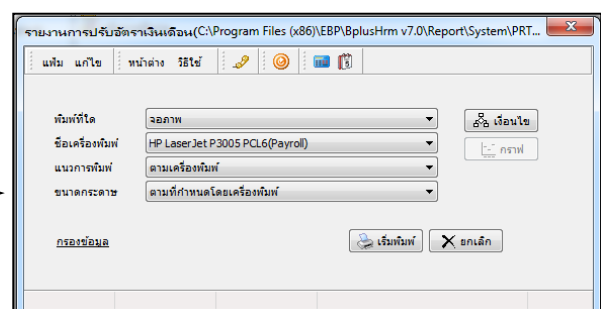 รายงานการปรับอัตราเงินเดือน(C:\Program Files (x86)\EBP\BplusHrm v7.0\Report\System\PRT...
แฟ้ม แก้ไข หน้าต่าง วิธีใช้
พิมพ์ที่ใด จอภาพ เงื่อนไข
ชื่อเครื่องพิมพ์ HP LaserJet P3005 PCL6(Payroll) กราฟ
แนวการพิมพ์ ตามเครื่องพิมพ์
ขนาดกระดาษ ตามที่กำหนดโดยเครื่องพิมพ์
กรองข้อมูล เริ่มพิมพ์ ยกเลิก